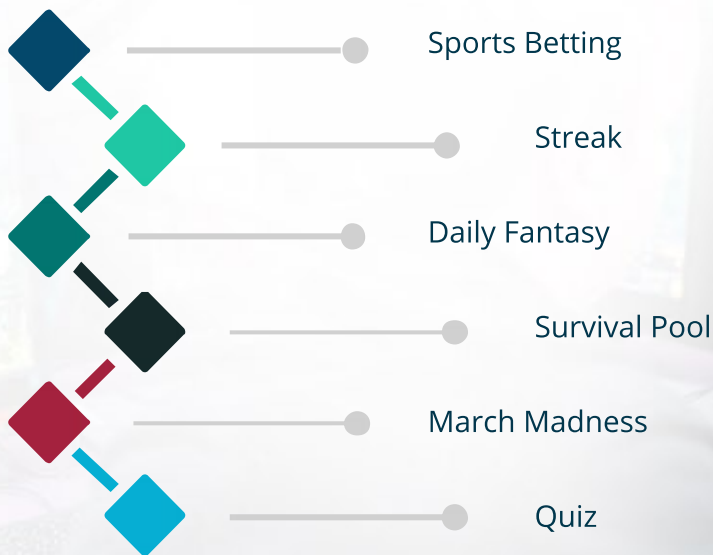 Sports Betting
Streak
Daily Fantasy
Survival Pool
March Madness
Quiz